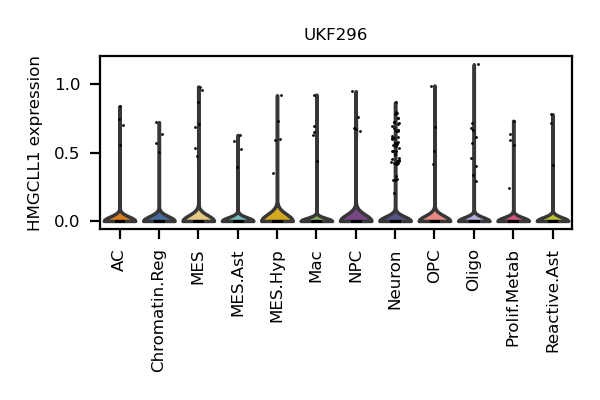 UKF296
HMGCLL1 expression
1.0
0.5
0.0
AC
Chromatin.Reg
MES
MES.Ast
MES.Hyp
Mac
NPC
Neuron
OPC
Oligo
Prolif.Metab
Reactive.Ast